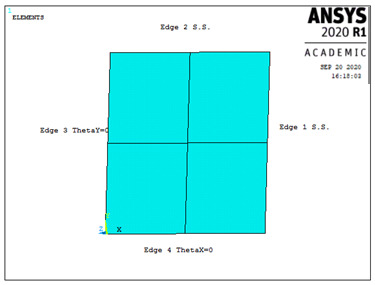 1
ELEMENTS
ANSYS
2020 R1
ACADEMIC
SEP 20 2020
16:18:03
Edge 2 S.S.
Edge 3 ThetaY=0
Edge 1 S.S.
X
Edge 4 ThetaX=0